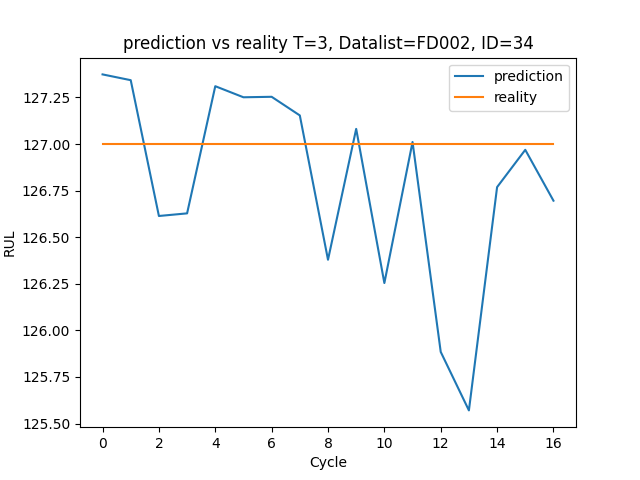 prediction vs reality T=3, Datalist=FD002, ID=34
prediction
reality
127.25
127.00
126.75
126.50
126.25
126.00
125.75
125.50
RUL
0 2 4 6 8 10 12 14 16
Cycle